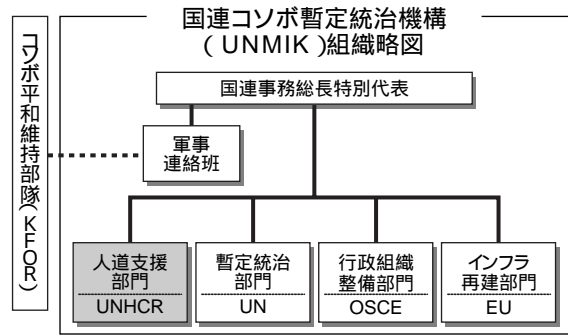 国連コソボ暫定統治機構
(UNMIK)組織略図
コソボ平和維持部隊(KFOR)
国連事務総長特別代表
軍事
連絡班
人道支援
部門
UNHCR
暫定統治
部門
UN
行政組織
整備部門
OSCE
インフラ
再建部門
EU